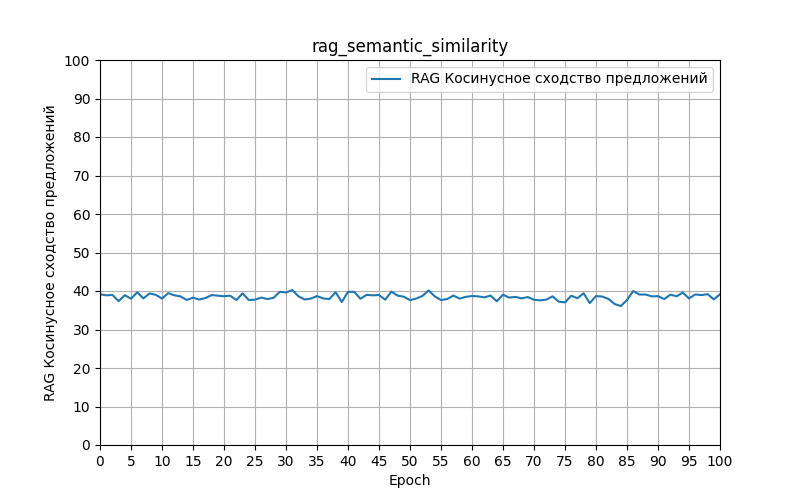 rag_semantic_similarity
RAG Косинусное сходство предложений
RAG Косинусное сходство предложений
100
90
80
70
60
50
40
30
20
10
0
0 5 10 15 20 25 30 35 40 45 50 55 60 65 70 75 80 85 90 95 100
Epoch